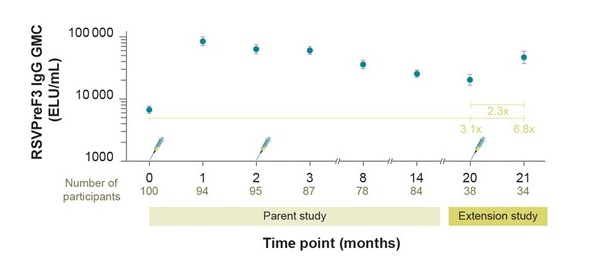 RSVPreF3 IgG GMC
(ELU/mL)
100 000
10 000
1000
2.3x
3.1x 6.8x
0 1 2 3 8 14 20 21
Number of
participants
100 94 95 87 78 84 38 34
Parent study Extension study
Time point (months)